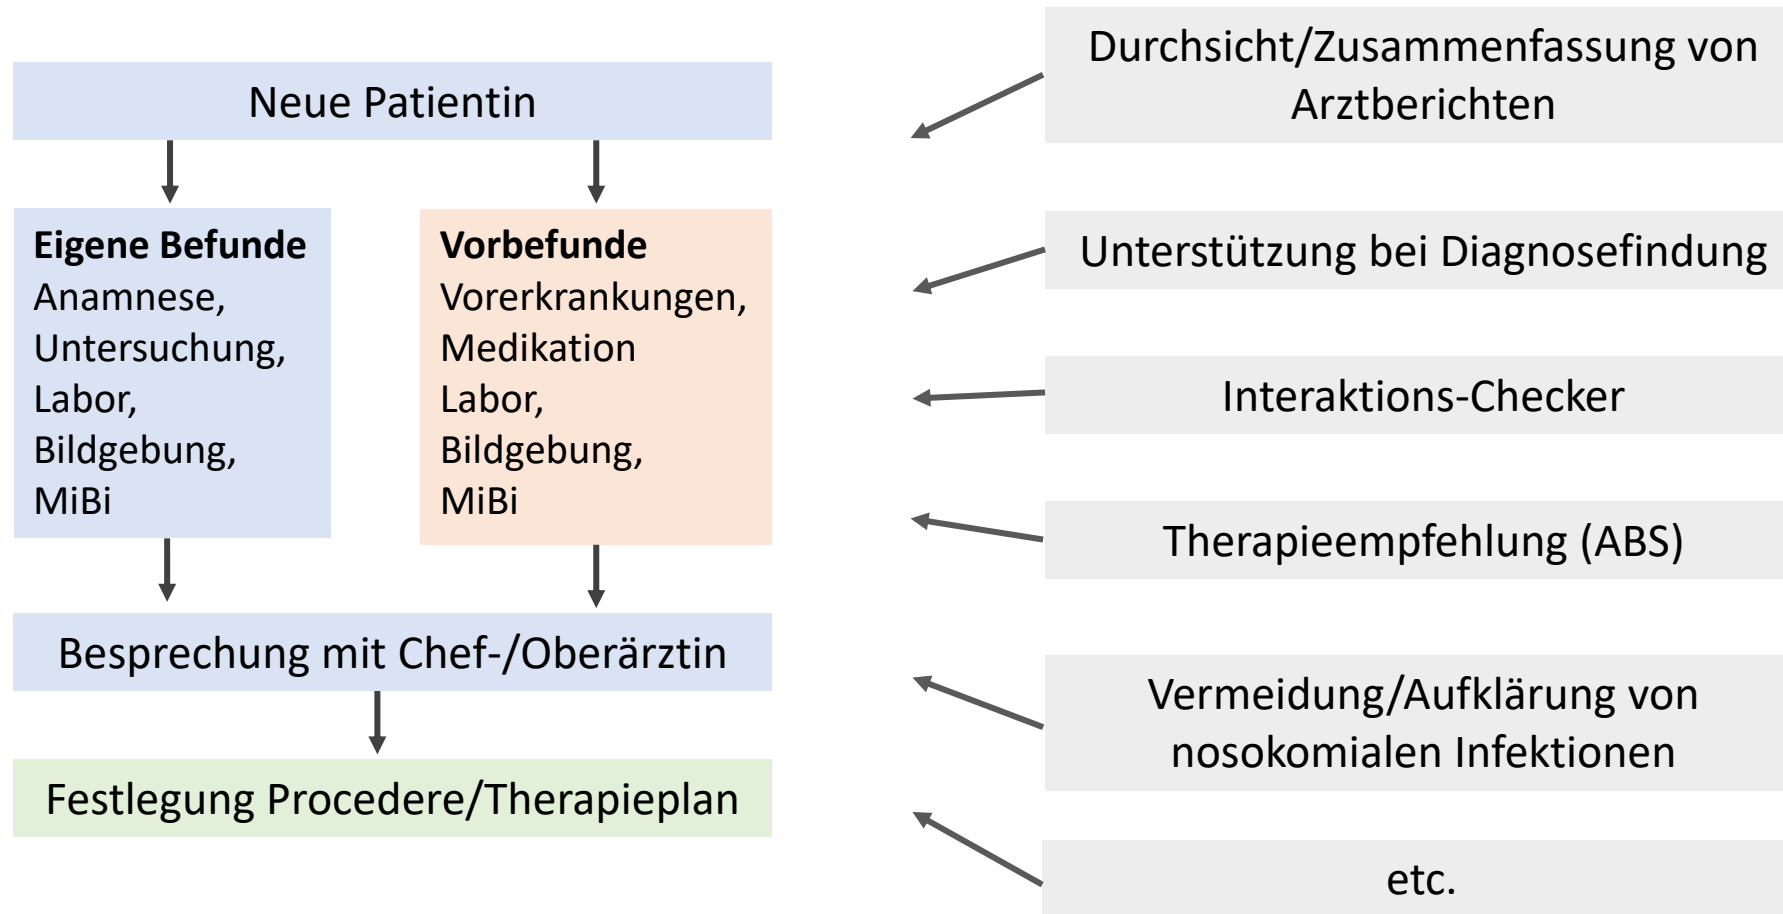 Neue Patientin
Eigene Befunde
Anamnese,
Untersuchung,
Labor,
Bildgebung,
MiBi
Vorbefunde
Vorerkrankungen,
Medikation
Labor,
Bildgebung,
MiBi
Besprechung mit Chef-/Oberärztin
Festlegung Procedere/Therapieplan
Durchsicht/Zusammenfassung von
Arztberichten
Unterstützung bei Diagnosefindung
Interaktions-Checker
Therapieempfehlung (ABS)
Vermeidung/Aufklärung von
nosokomialen Infektionen
etc.